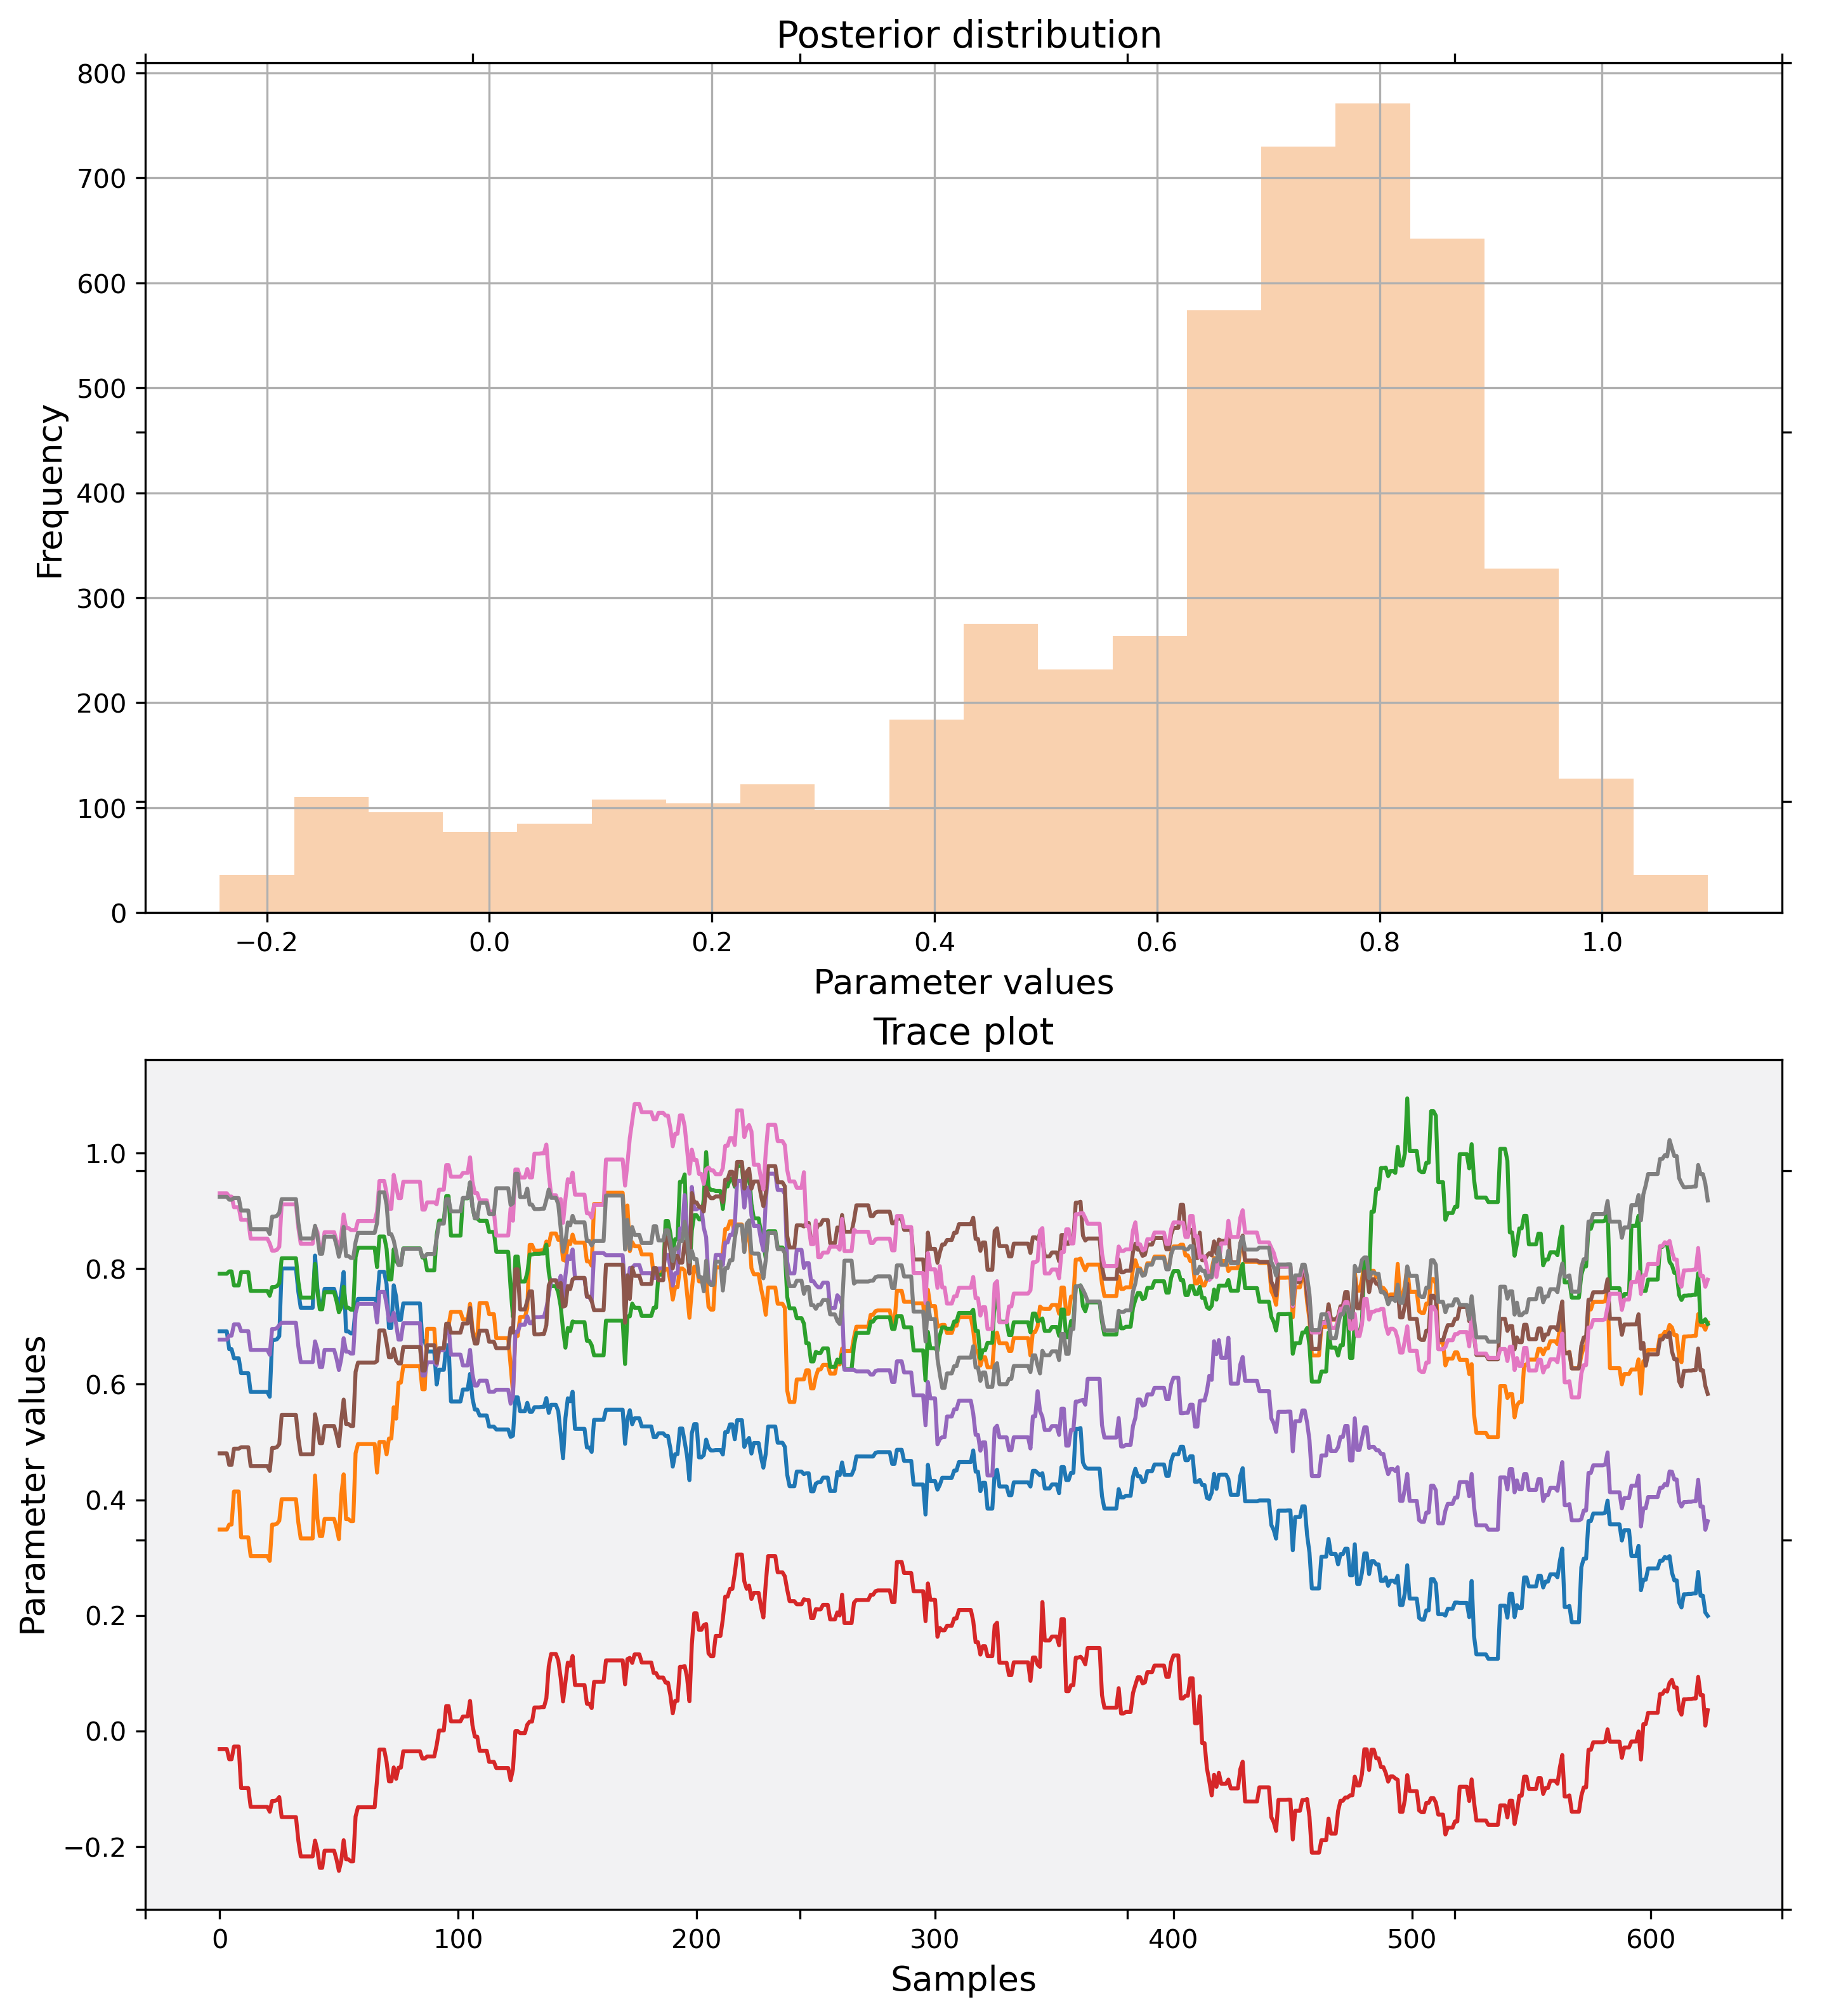 Posterior distribution
800
700
600
500
400
300
200
100
0
Frequency
−0.2 0.0 0.2 0.4 0.6 0.8 1.0
Parameter values
Trace plot
1.0
0.8
0.6
0.4
0.2
0.0
−0.2
Parameter values
0 100 200 300 400 500 600
Samples